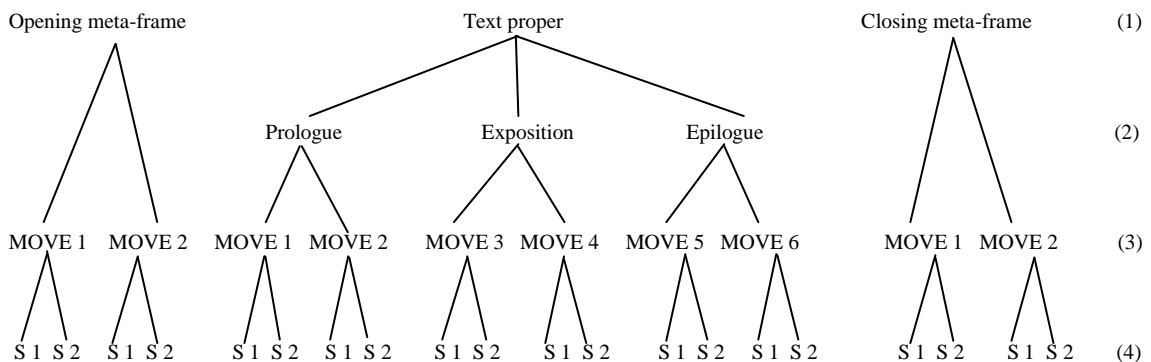 Opening meta-frame Text proper Closing meta-frame (1)
Prologue Exposition Epilogue (2)
MOVE 1 MOVE 2 MOVE 1 MOVE 2 MOVE 3 MOVE 4 MOVE 5 MOVE 6 MOVE 1 MOVE 2 (3)
S 1 S 2 S 1 S 2 S 1 S 2 S 1 S 2 S 1 S 2 S 1 S 2 S 1 S 2 S 1 S 2 S 1 S 2 S 1 S 2 (4)